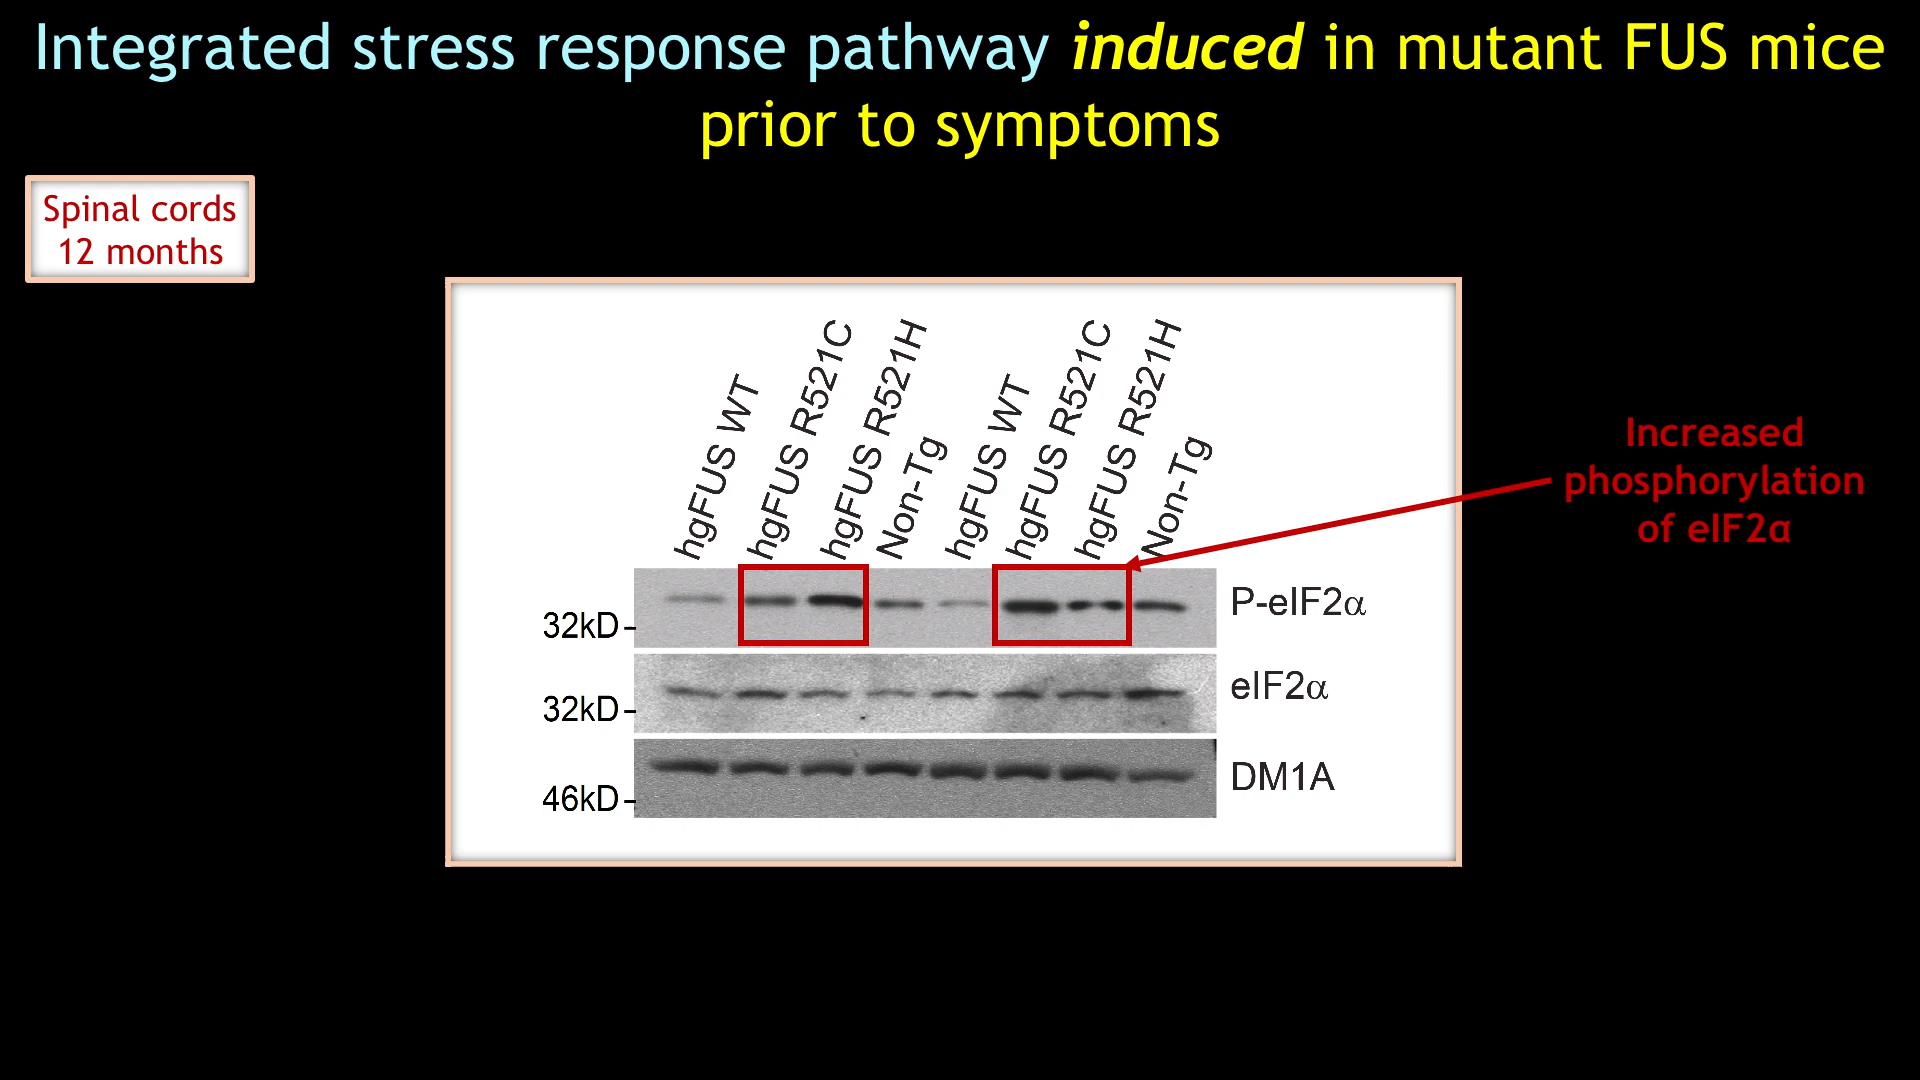 Integrated stress response pathway induced in mutant FUS mice
prior to symptoms
Spinal cords
12 months
hgFUS WT
hgFUS R521C
hgFUS R521H
Non-Tg
hgFUS WT
hgFUS R521C
hgFUS R521H
Non-Tg
Increased
phosphorylation
of eIF2α
32kD-
P-eIF2α
32kD-
eIF2α
46kD-
DM1A